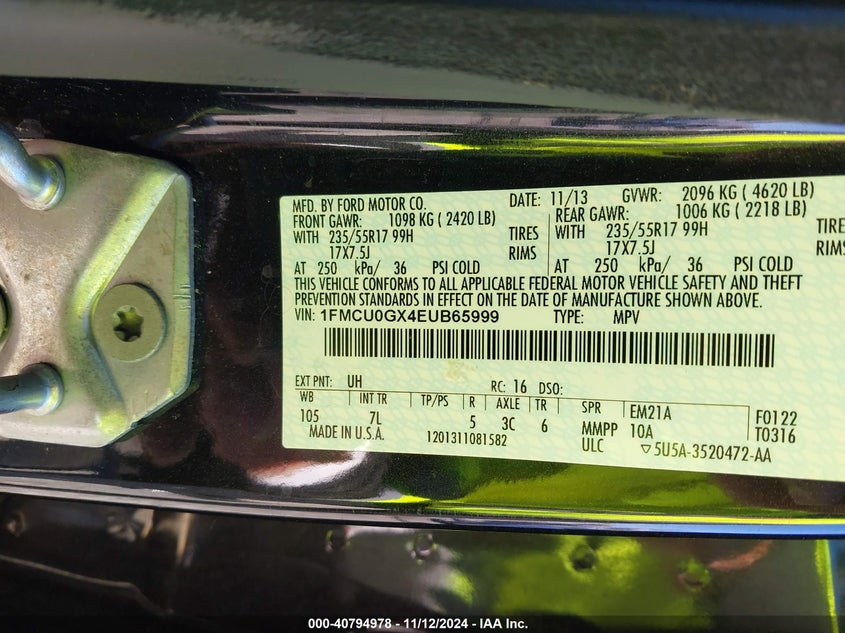 MFD. BY FORD MOTOR CO. DATE: 11/13 GVWR: 2096 KG ( 4620 LB)
FRONT GAWR: 1098 KG ( 2420 LB) REAR GAWR: 1006 KG ( 2218 LB)
WITH 235/55R17 99H TIRES WITH 235/55R17 99H TIRE
17X7.5J RIMS 17X7.5J RIMS
AT 250 kPa/ 36 PSI COLD AT 250 kPa/ 36 PSI COLD
THIS VEHICLE CONFORMS TO ALL APPLICABLE FEDERAL MOTOR VEHICLE SAFETY AND THEFT
PREVENTION STANDARDS IN EFFECT ON THE DATE OF MANUFACTURE SHOWN ABOVE.
VIN: 1FMCU0GX4EUB65999 TYPE: MPV
EXT PNT: UH RC: 16 DSO:
WB INT TR TP/PS R AXLE TR SPR EM21A F0122
105 7L 5 3C 6 MMPP 10A T0316
MADE IN U.S.A. 1201311081582 ULC ▽5U5A-3520472-AA
000-40794978 - 11/12/2024 - IAA Inc.